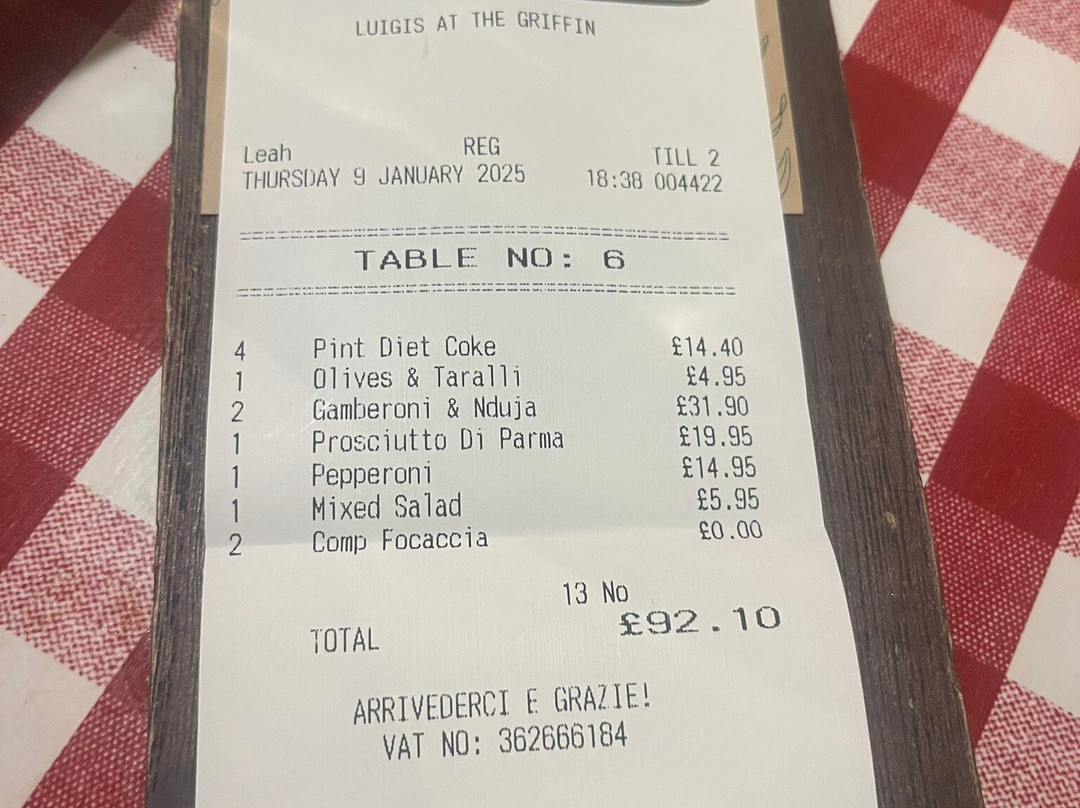 LUIGIS AT THE GRIFFIN
Leah REG TILL 2
THURSDAY 9 JANUARY 2025 18:38 004422
TABLE NO: 6
4 Pint Diet Coke £14.40
1 Olives & Taralli £4.95
2 Gamberoni & Nduja £31.90
1 Prosciutto Di Parma £19.95
1 Pepperoni £14.95
1 Mixed Salad £5.95
2 Comp Focaccia £0.00
13 No
TOTAL £92.10
ARRIVEDERCI E GRAZIE!
VAT NO: 362666184